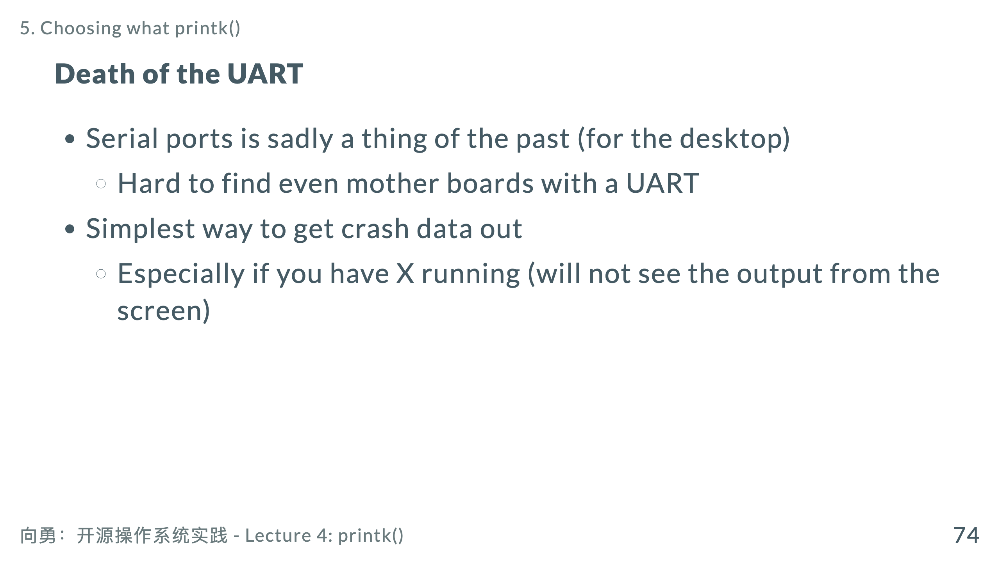 5. Choosing what printk()
Death of the UART
• Serial ports is sadly a thing of the past (for the desktop)
○ Hard to find even mother boards with a UART
• Simplest way to get crash data out
○ Especially if you have X running (will not see the output from the
screen)
向勇：开源操作系统实践 - Lecture 4: printk()
74